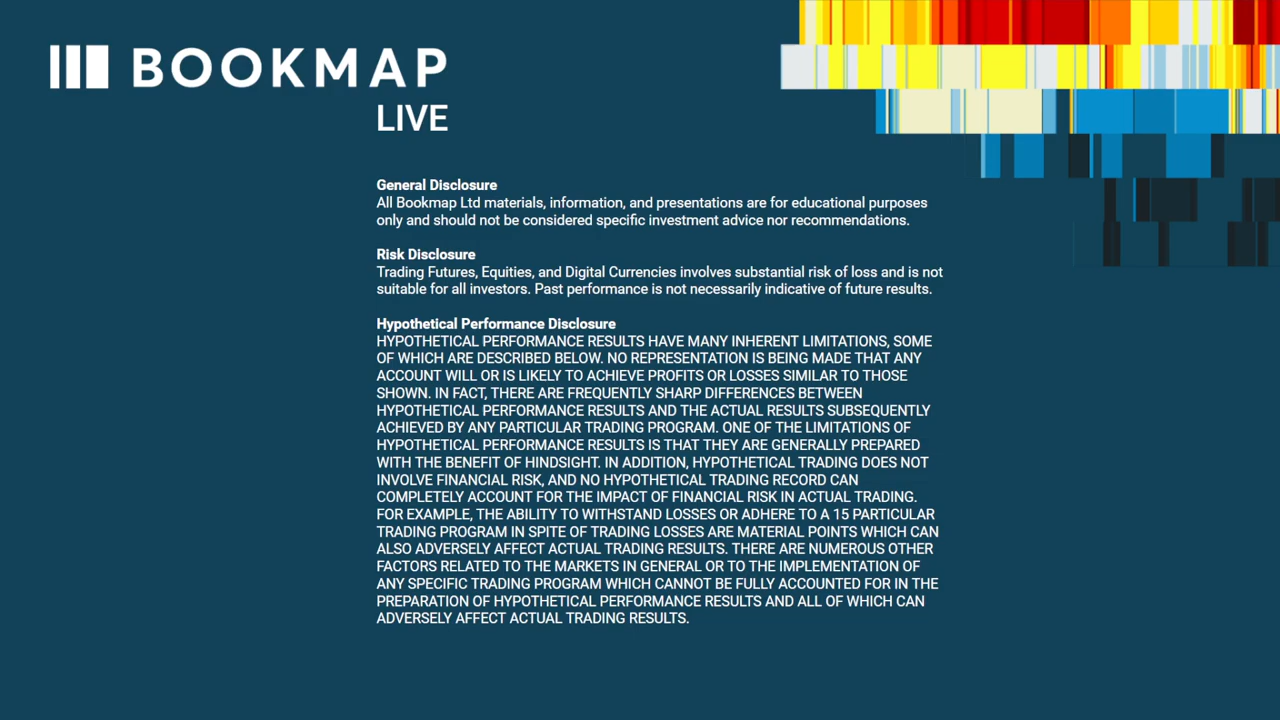 BOOKMAP
LIVE
General Disclosure
All Bookmap Ltd materials, information, and presentations are for educational purposes
only and should not be considered specific investment advice nor recommendations.
Risk Disclosure
Trading Futures, Equities, and Digital Currencies involves substantial risk of loss and is not
suitable for all investors. Past performance is not necessarily indicative of future results.
Hypothetical Performance Disclosure
HYPOTHETICAL PERFORMANCE RESULTS HAVE MANY INHERENT LIMITATIONS, SOME
OF WHICH ARE DESCRIBED BELOW. NO REPRESENTATION IS BEING MADE THAT ANY
ACCOUNT WILL OR IS LIKELY TO ACHIEVE PROFITS OR LOSSES SIMILAR TO THOSE
SHOWN. IN FACT, THERE ARE FREQUENTLY SHARP DIFFERENCES BETWEEN
HYPOTHETICAL PERFORMANCE RESULTS AND THE ACTUAL RESULTS SUBSEQUENTLY
ACHIEVED BY ANY PARTICULAR TRADING PROGRAM. ONE OF THE LIMITATIONS OF
HYPOTHETICAL PERFORMANCE RESULTS IS THAT THEY ARE GENERALLY PREPARED
WITH THE BENEFIT OF HINDSIGHT. IN ADDITION, HYPOTHETICAL TRADING DOES NOT
INVOLVE FINANCIAL RISK, AND NO HYPOTHETICAL TRADING RECORD CAN
COMPLETELY ACCOUNT FOR THE IMPACT OF FINANCIAL RISK IN ACTUAL TRADING.
FOR EXAMPLE, THE ABILITY TO WITHSTAND LOSSES OR ADHERE TO A 15 PARTICULAR
TRADING PROGRAM IN SPITE OF TRADING LOSSES ARE MATERIAL POINTS WHICH CAN
ALSO ADVERSELY AFFECT ACTUAL TRADING RESULTS. THERE ARE NUMEROUS OTHER
FACTORS RELATED TO THE MARKETS IN GENERAL OR TO THE IMPLEMENTATION OF
ANY SPECIFIC TRADING PROGRAM WHICH CANNOT BE FULLY ACCOUNTED FOR IN THE
PREPARATION OF HYPOTHETICAL PERFORMANCE RESULTS AND ALL OF WHICH CAN
ADVERSELY AFFECT ACTUAL TRADING RESULTS.